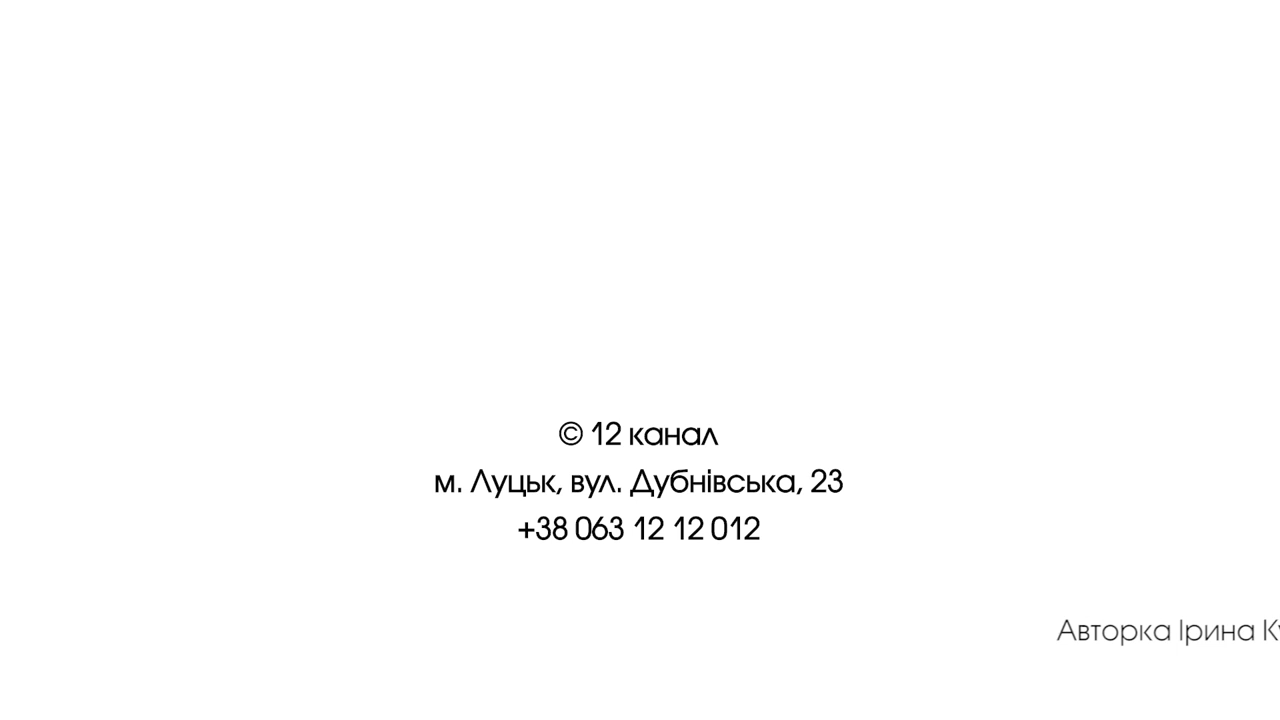 © 12 канал
м. Луцьк, вул. Дубнівська, 23
+38 063 12 12 012
Авторка Ірина